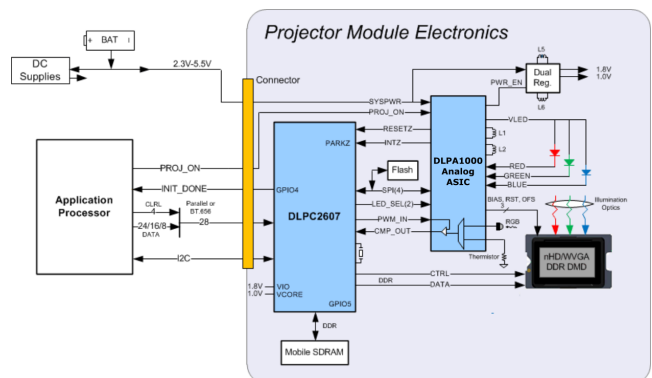 Projector Module Electronics
BAT
DC
Supplies
2.3V-5.5V
Connector
L5
Dual
Reg.
L6
1.8V
1.0V
PWR_EN
SYSPWR
PROJ_ON
VLED
RESETZ
PARKZ
INTZ
L1
L2
DLPA1000
Analog
ASIC
RED
GREEN
BLUE
Flash
SPI(4)
LED_SEL(2)
PWM_IN
CMP_OUT
BIAS, RST, OFS
3
RGB
Thermistor
Illumination
Optics
nHD/WVGA
DDR DMD
Application
Processor
PROJ_ON
INIT_DONE
GPIO4
CLRL
4
Parallel or
BT.656
24/16/8
DATA
28
I2C
DLPC2607
1.8V
1.0V
VIO
VCORE
GPIO5
CTRL
DDR
DATA
DDR
Mobile SDRAM